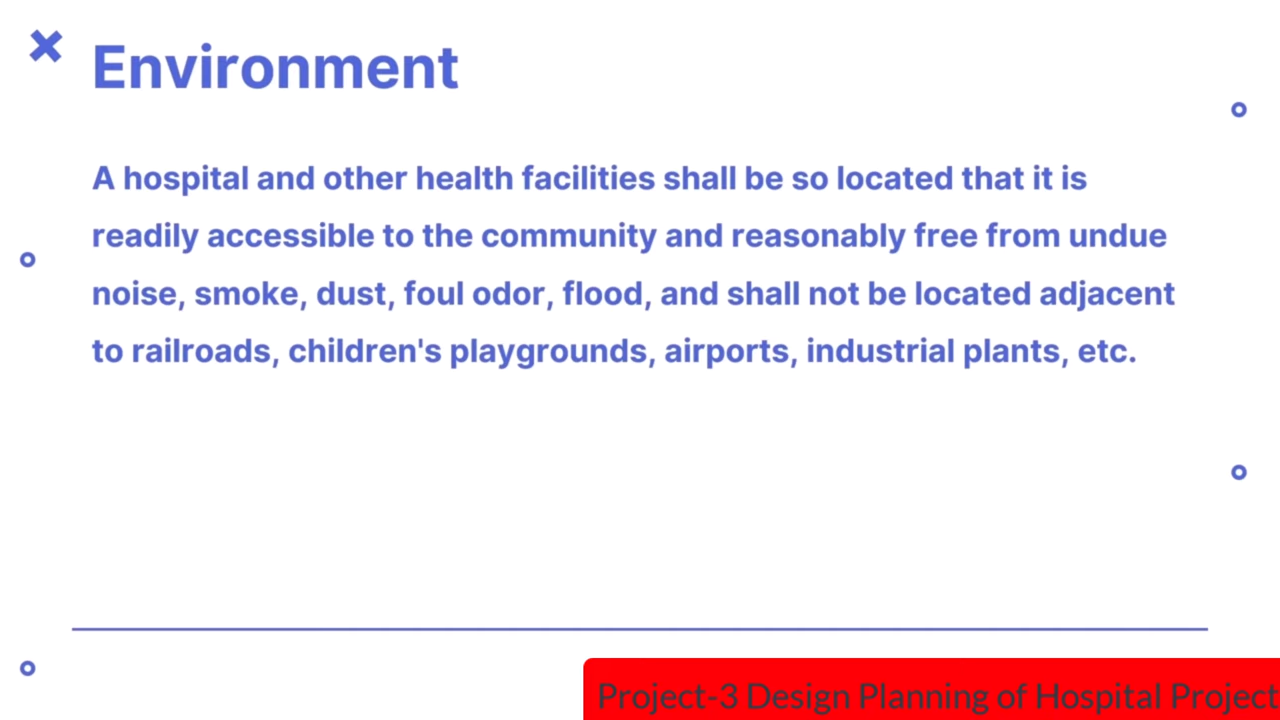 Environment
A hospital and other health facilities shall be so located that it is
readily accessible to the community and reasonably free from undue
noise, smoke, dust, foul odor, flood, and shall not be located adjacent
to railroads, children's playgrounds, airports, industrial plants, etc.
Project-3 Design Planning of Hospital Project